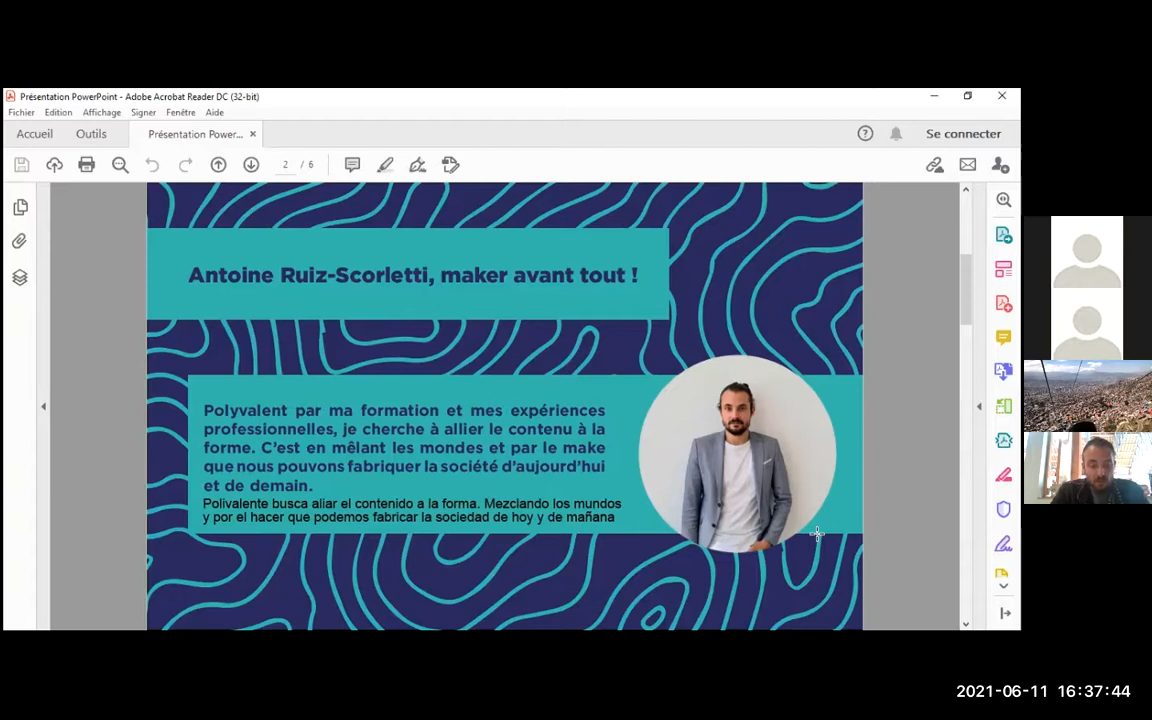 Présentation PowerPoint - Adobe Acrobat Reader DC (32-bit)
Fichier Edition Affichage Signer Fenêtre Aide
Accueil Outils Présentation Power... × Se connecter
2 / 6
Antoine Ruiz-Scorletti, maker avant tout !
Polyvalent par ma formation et mes expériences
professionnelles, je cherche à allier le contenu à la
forme. C'est en mêlant les mondes et par le make
que nous pouvons fabriquer la société d'aujourd'hui
et de demain.
Polivalente busca aliar el contenido a la forma. Mezclando los mundos
y por el hacer que podemos fabricar la sociedad de hoy y de mañana
2021-06-11 16:37:44